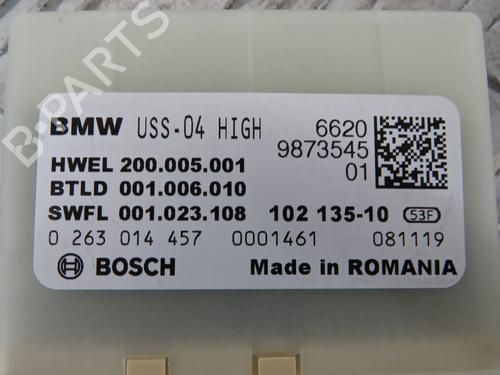 BMW USS-04 HIGH 6620
9873545
HWEL 200.005.001 01
BTLD 001.006.010
SWFL 001.023.108 102 135-10 53F
0 263 014 457 0001461 081119
BOSCH Made in ROMANIA
B-PARTS